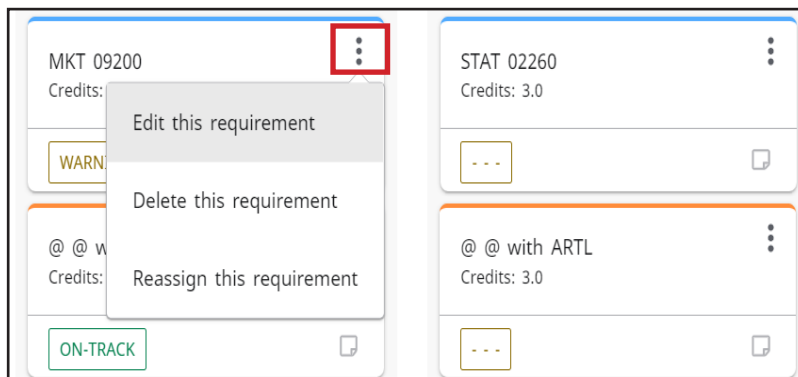 MKT 09200
Credits:
Edit this requirement
WARNI
Delete this requirement
@ @ w
Credits:
Reassign this requirement
ON-TRACK
STAT 02260
Credits: 3.0
- - -
@ @ with ARTL
Credits: 3.0
- - -